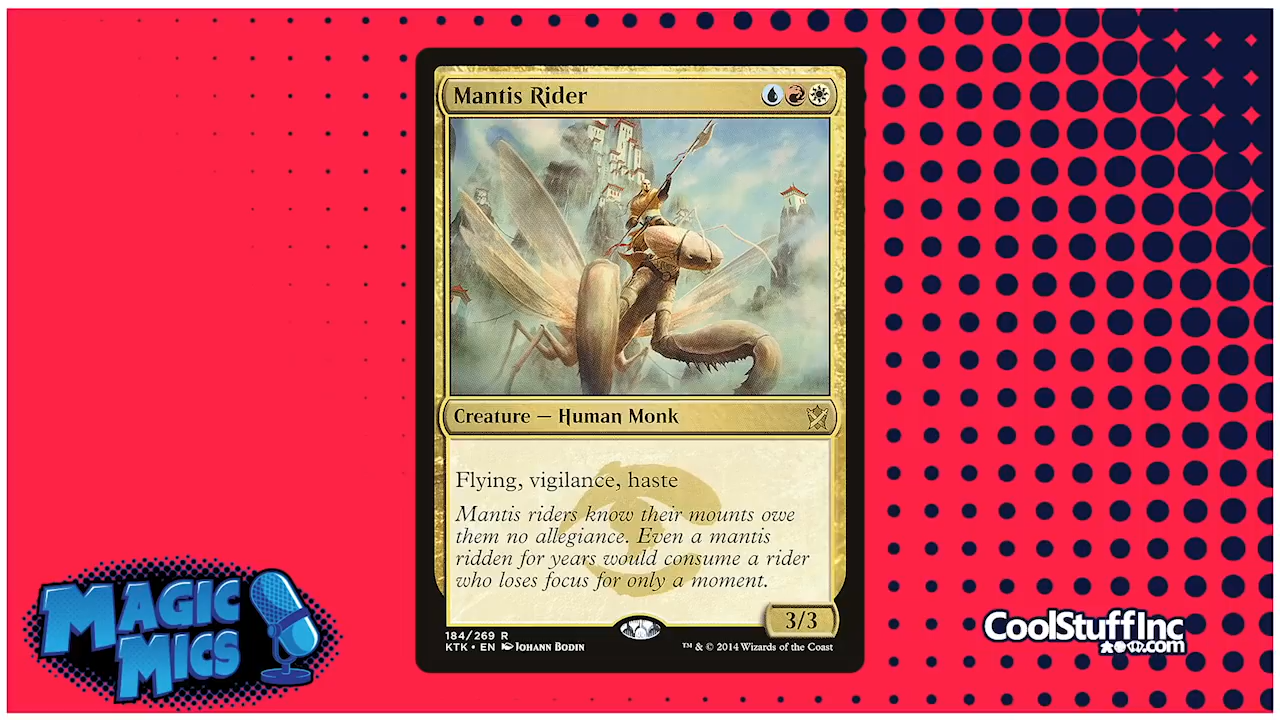 Mantis Rider
Creature — Human Monk
Flying, vigilance, haste
Mantis riders know their mounts owe
them no allegiance. Even a mantis
ridden for years would consume a rider
who loses focus for only a moment.
3/3
184/269 R
KTK • EN Johann Bodin
™ & © 2014 Wizards of the Coast
MAGIC
MICS
CoolStuffInc
.com